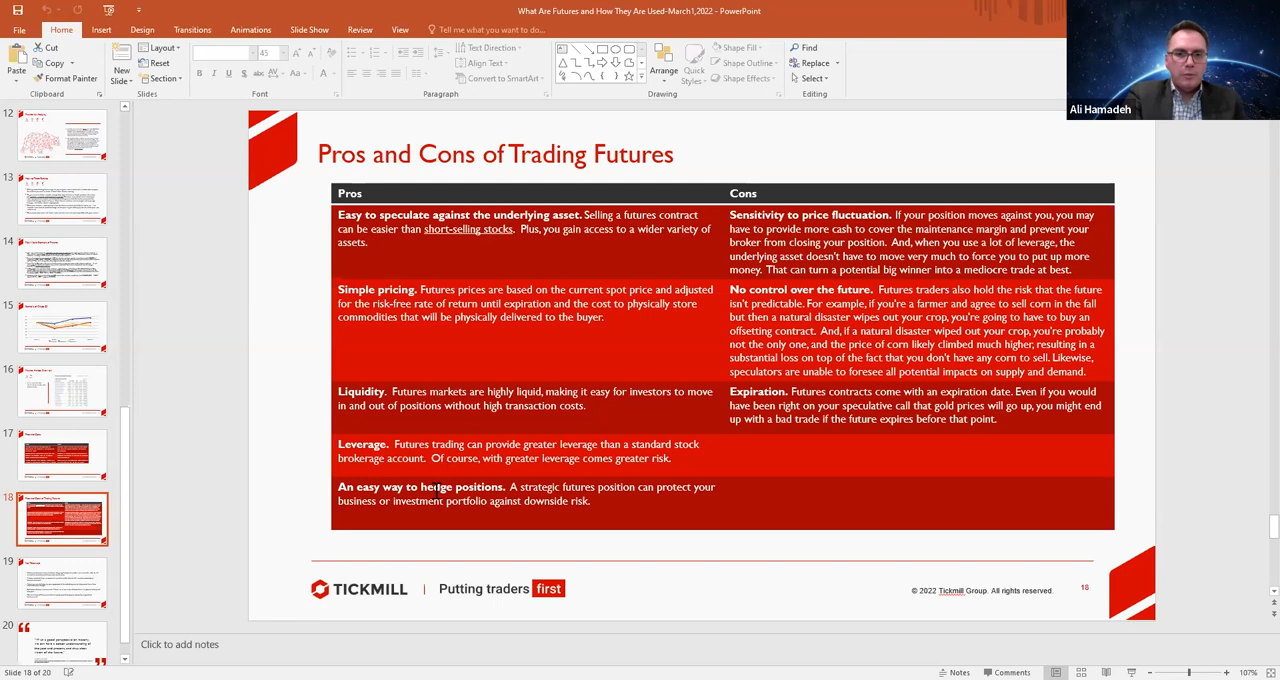 What Are Futures and How They Are Used-March1,2022 - PowerPoint
File Home Insert Design Transitions Animations Slide Show Review View Tell me what you want to do...
Paste
Cut
Copy
Format Painter
Clipboard
New Slide
Layout
Reset
Section
Slides
45
B I U S abc AV Aa A
Font
Text Direction
Align Text
Convert to SmartArt
Paragraph
Arrange
Quick Styles
Shape Fill
Shape Outline
Shape Effects
Drawing
Find
Replace
Select
Editing
Ali Hamadeh
12
13
14
15
16
17
18
19
20
Pros and Cons of Trading Futures
Pros
Cons
Easy to speculate against the underlying asset. Selling a futures contract
can be easier than short-selling stocks. Plus, you gain access to a wider variety of
assets.
Sensitivity to price fluctuation. If your position moves against you, you may
have to provide more cash to cover the maintenance margin and prevent your
broker from closing your position. And, when you use a lot of leverage, the
underlying asset doesn't have to move very much to force you to put up more
money. That can turn a potential big winner into a mediocre trade at best.
Simple pricing. Futures prices are based on the current spot price and adjusted
for the risk-free rate of return until expiration and the cost to physically store
commodities that will be physically delivered to the buyer.
No control over the future. Futures traders also hold the risk that the future
isn't predictable. For example, if you're a farmer and agree to sell corn in the fall
but then a natural disaster wipes out your crop, you're going to have to buy an
offsetting contract. And, if a natural disaster wiped out your crop, you're probably
not the only one, and the price of corn likely climbed much higher, resulting in a
substantial loss on top of the fact that you don't have any corn to sell. Likewise,
speculators are unable to foresee all potential impacts on supply and demand.
Liquidity. Futures markets are highly liquid, making it easy for investors to move
in and out of positions without high transaction costs.
Expiration. Futures contracts come with an expiration date. Even if you would
have been right on your speculative call that gold prices will go up, you might end
up with a bad trade if the future expires before that point.
Leverage. Futures trading can provide greater leverage than a standard stock
brokerage account. Of course, with greater leverage comes greater risk.
An easy way to hedge positions. A strategic futures position can protect your
business or investment portfolio against downside risk.
TICKMILL | Putting traders first
© 2022 Tickmill Group. All rights reserved.
18
Click to add notes
Slide 18 of 20
Notes
Comments
107%